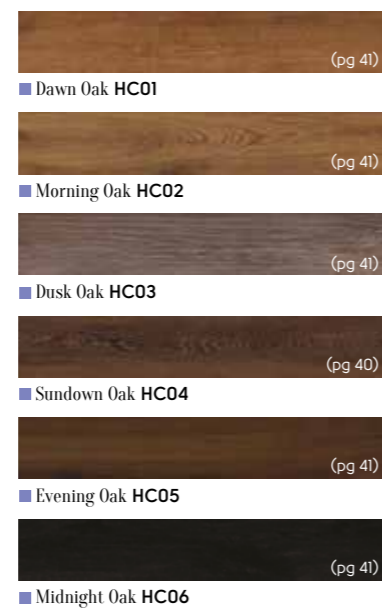 (pg 41)
Dawn Oak HC01
(pg 41)
Morning Oak HC02
(pg 41)
Dusk Oak HC03
(pg 40)
Sundown Oak HC04
(pg 41)
Evening Oak HC05
(pg 41)
Midnight Oak HC06